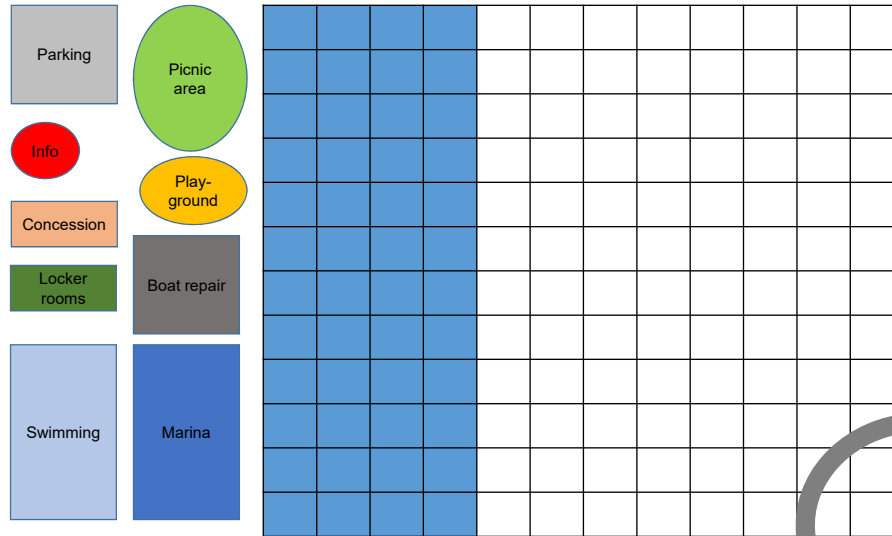 Parking
Picnic
area
Info
Play-
ground
Concession
Locker
rooms
Boat repair
Swimming
Marina